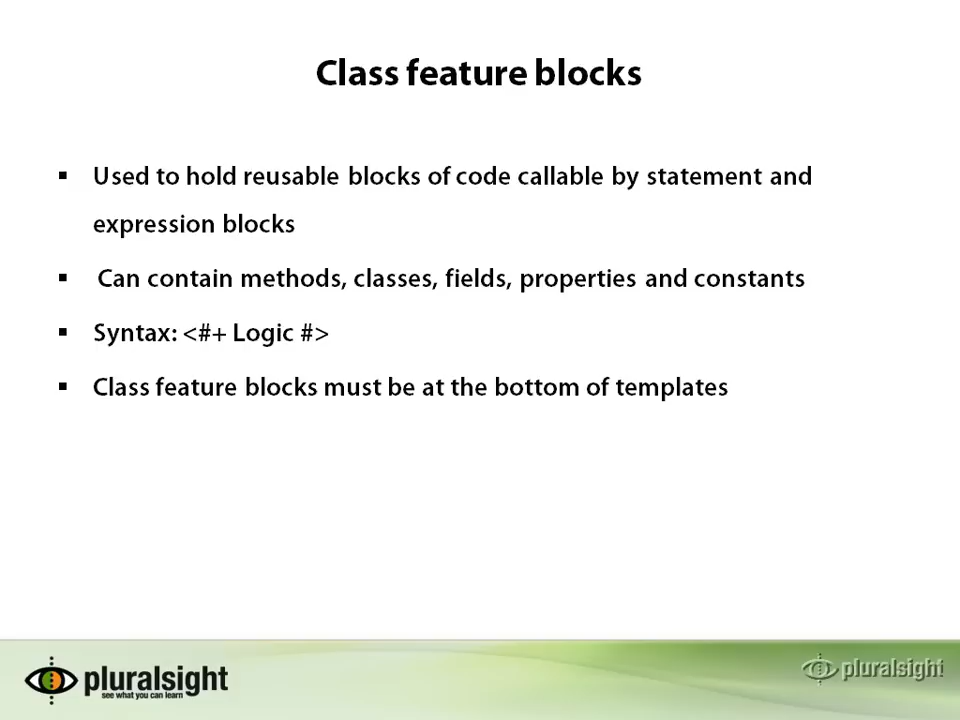 Class feature blocks
▪ Used to hold reusable blocks of code callable by statement and
expression blocks
▪ Can contain methods, classes, fields, properties and constants
▪ Syntax: <#+ Logic #>
▪ Class feature blocks must be at the bottom of templates
pluralsight
see what you can learn
pluralsight